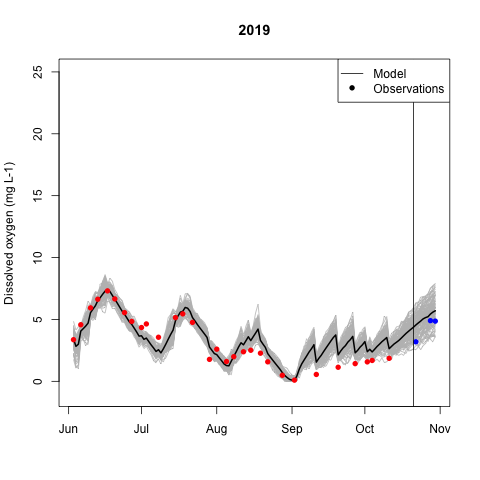 2019
Dissolved oxygen (mg L-1)
25
20
15
10
5
0
Model
Observations
Jun
Jul
Aug
Sep
Oct
Nov